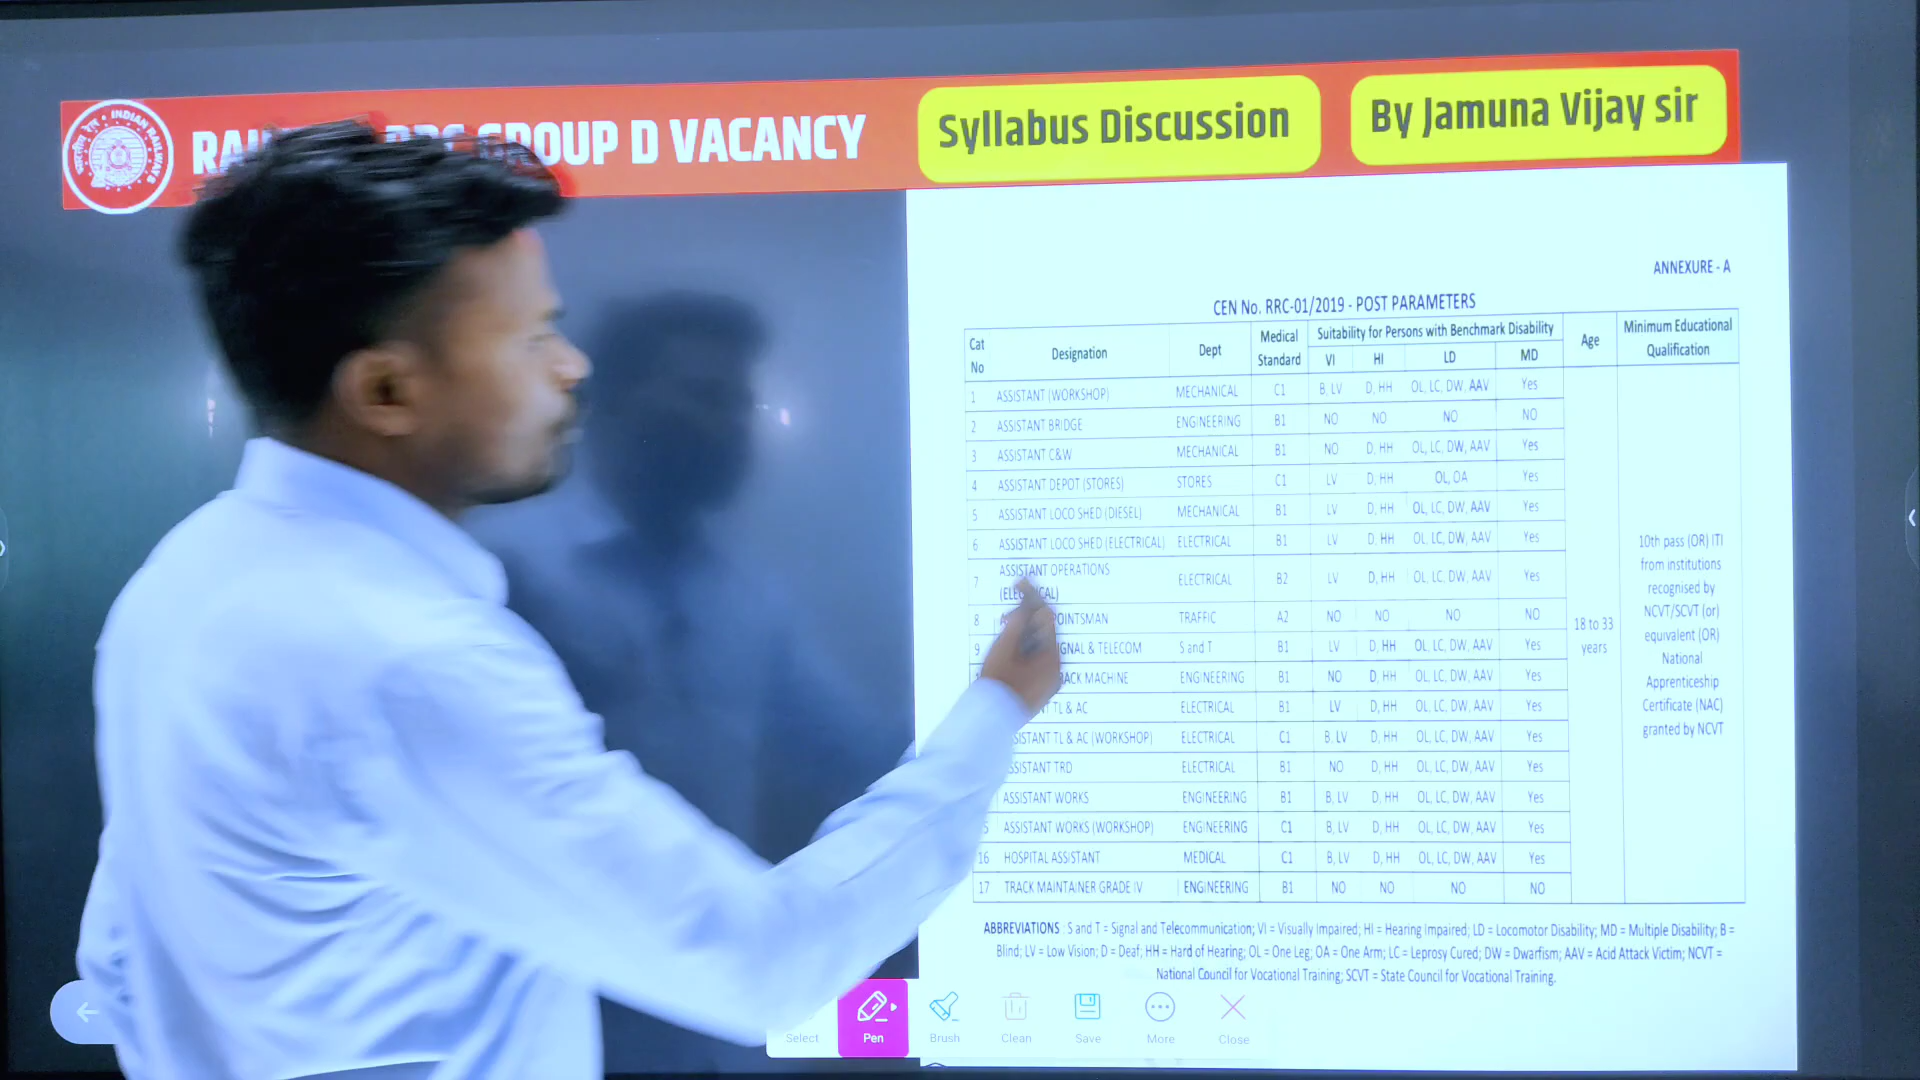 GROUP D VACANCY
Syllabus Discussion
By Jamuna Vijay sir
INDIAN RAILWAYS
ANNEXURE - A
CEN No. RRC-01/2019 - POST PARAMETERS
Cat No Designation Dept Medical Standard Suitability for Persons with Benchmark Disability Age Minimum Educational Qualification
VI HI LD MD
1 ASSISTANT (WORKSHOP) MECHANICAL C1 B, LV D, HH OL, LC, DW, AAV Yes
2 ASSISTANT BRIDGE ENGINEERING B1 NO NO NO NO
3 ASSISTANT C&W MECHANICAL B1 NO D, HH OL, LC, DW, AAV Yes
4 ASSISTANT DEPOT (STORES) STORES C1 LV D, HH OL, OA Yes
5 ASSISTANT LOCO SHED (DIESEL) MECHANICAL B1 LV D, HH OL, LC, DW, AAV Yes
6 ASSISTANT LOCO SHED (ELECTRICAL) ELECTRICAL B1 LV D, HH OL, LC, DW, AAV Yes
7 ASSISTANT OPERATIONS (ELECTRICAL) ELECTRICAL B2 LV D, HH OL, LC, DW, AAV Yes
8 POINTSMAN TRAFFIC A2 NO NO NO NO
9 SIGNAL & TELECOM S and T B1 LV D, HH OL, LC, DW, AAV Yes
TRACK MACHINE ENGINEERING B1 NO D, HH OL, LC, DW, AAV Yes
TL & AC ELECTRICAL B1 LV D, HH OL, LC, DW, AAV Yes
ASSISTANT TL & AC (WORKSHOP) ELECTRICAL C1 B, LV D, HH OL, LC, DW, AAV Yes
ASSISTANT TRD ELECTRICAL B1 NO D, HH OL, LC, DW, AAV Yes
ASSISTANT WORKS ENGINEERING B1 B, LV D, HH OL, LC, DW, AAV Yes
ASSISTANT WORKS (WORKSHOP) ENGINEERING C1 B, LV D, HH OL, LC, DW, AAV Yes
16 HOSPITAL ASSISTANT MEDICAL C1 B, LV D, HH OL, LC, DW, AAV Yes
17 TRACK MAINTAINER GRADE IV ENGINEERING B1 NO NO NO NO
18 to 33
years
10th pass (OR) ITI
from institutions
recognised by
NCVT/SCVT (or)
equivalent (OR)
National
Apprenticeship
Certificate (NAC)
granted by NCVT
ABBREVIATIONS : S and T = Signal and Telecommunication; VI = Visually Impaired; HI = Hearing Impaired; LD = Locomotor Disability; MD = Multiple Disability; B =
Blind; LV = Low Vision; D = Deaf; HH = Hard of Hearing; OL = One Leg; OA = One Arm; LC = Leprosy Cured; DW = Dwarfism; AAV = Acid Attack Victim; NCVT =
National Council for Vocational Training; SCVT = State Council for Vocational Training.
Select Pen Brush Clean Save More Close